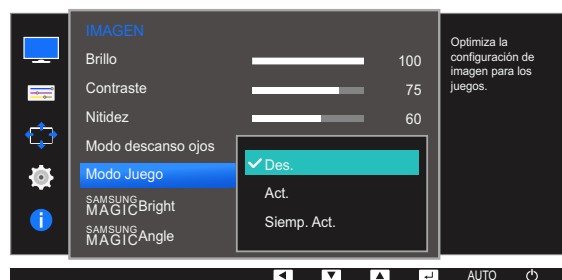 IMAGEN
Brillo 100
Contraste 75
Nitidez 60
Modo descanso ojos
Modo Juego
SAMSUNG MAGICBright
SAMSUNG MAGICAngle
✓Des.
Act.
Siemp. Act.
Optimiza la
configuración de
imagen para los
juegos.
AUTO